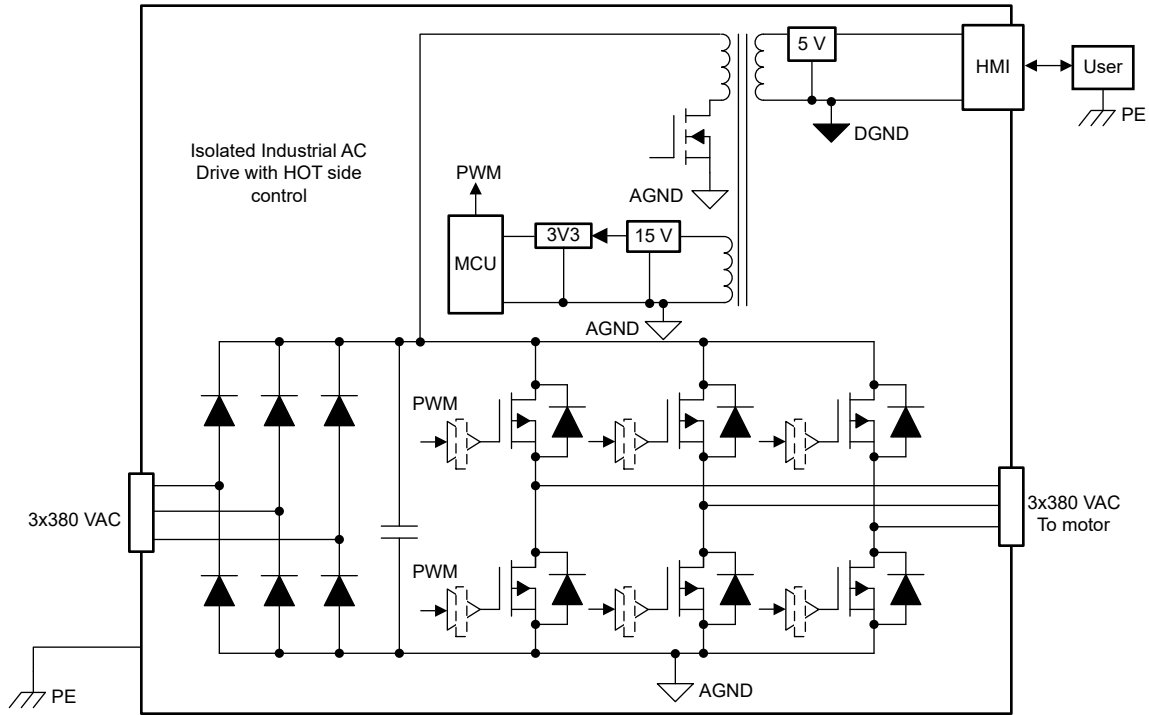 5 V
HMI
User
PE
DGND
Isolated Industrial AC
Drive with HOT side
control
PWM
AGND
MCU
3V3
15 V
AGND
PWM
3x380 VAC
3x380 VAC
To motor
PWM
PE
AGND